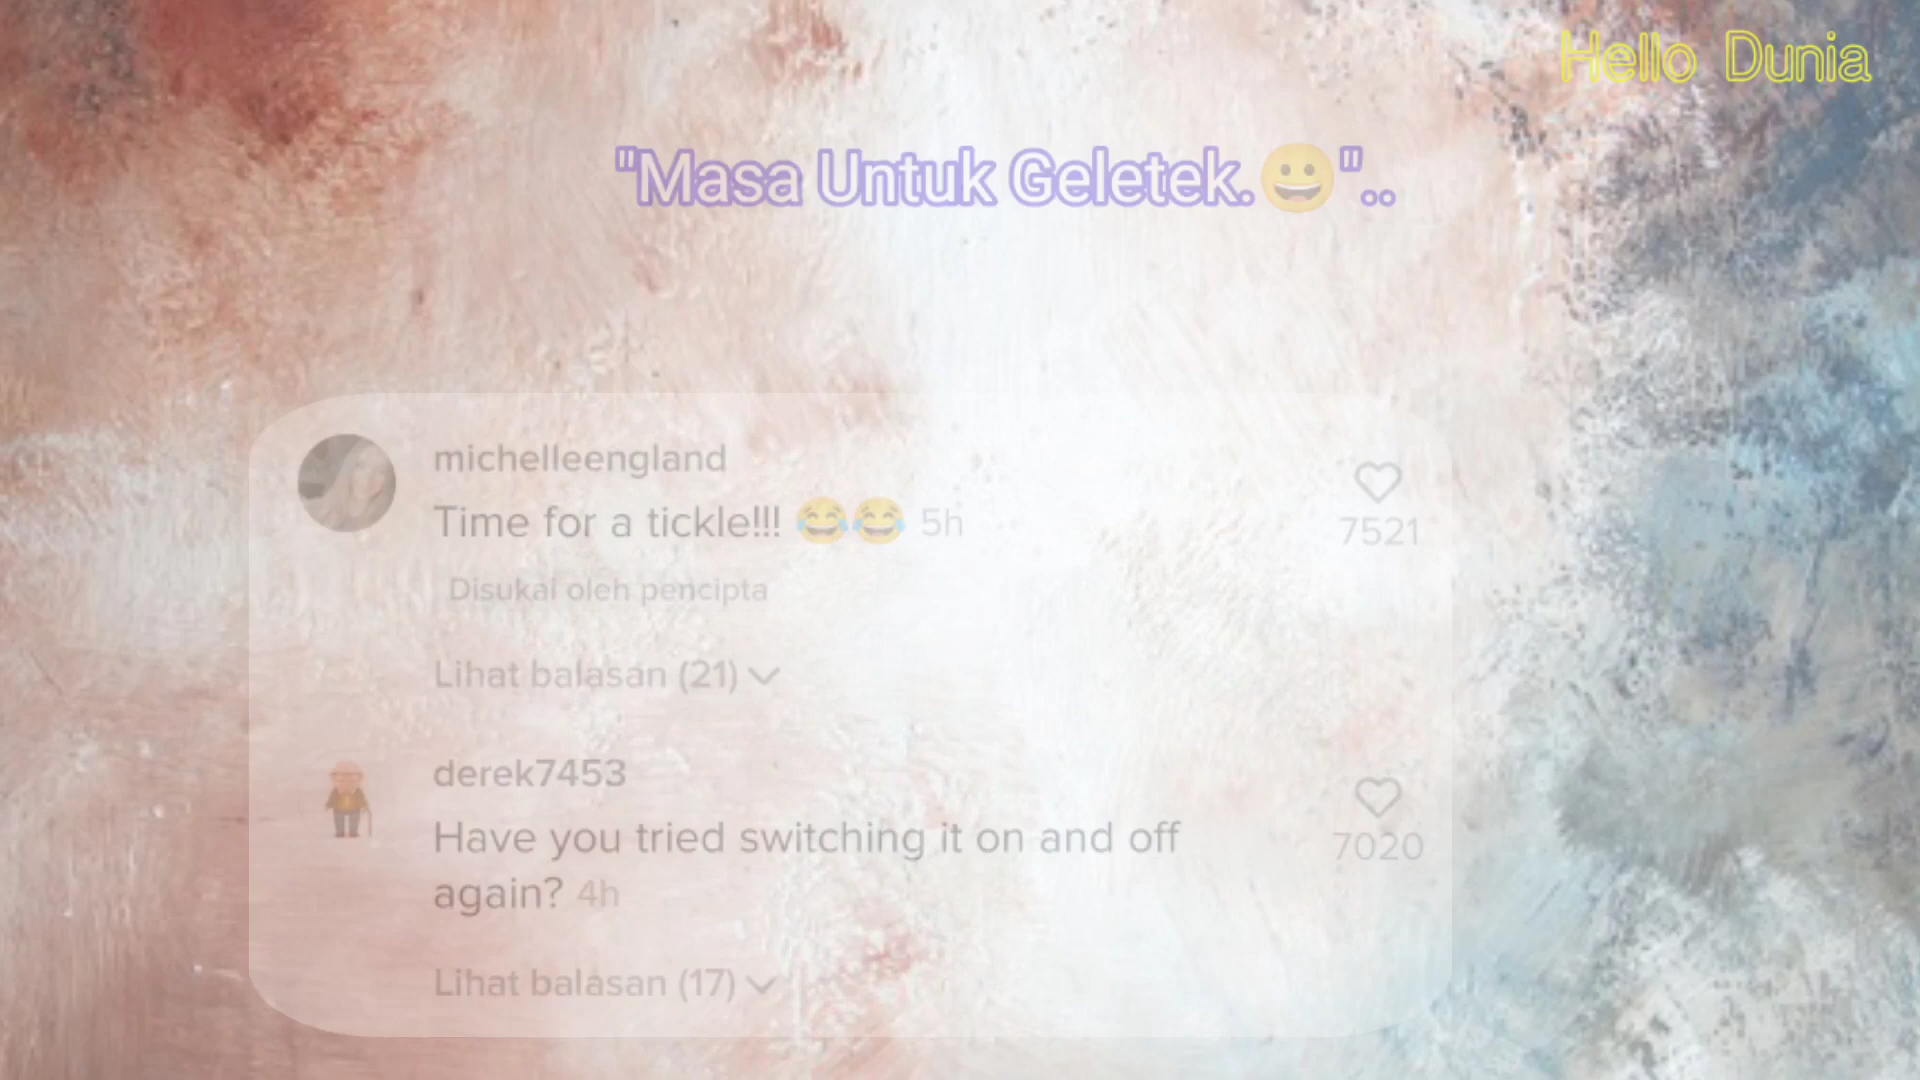 Hello Dunia
"Masa Untuk Geletek.😀"..
michelleengland
Time for a tickle!!! 😂😂 5h
7521
Disukai oleh pencipta
Lihat balasan (21)
derek7453
Have you tried switching it on and off
again? 4h
7020
Lihat balasan (17)